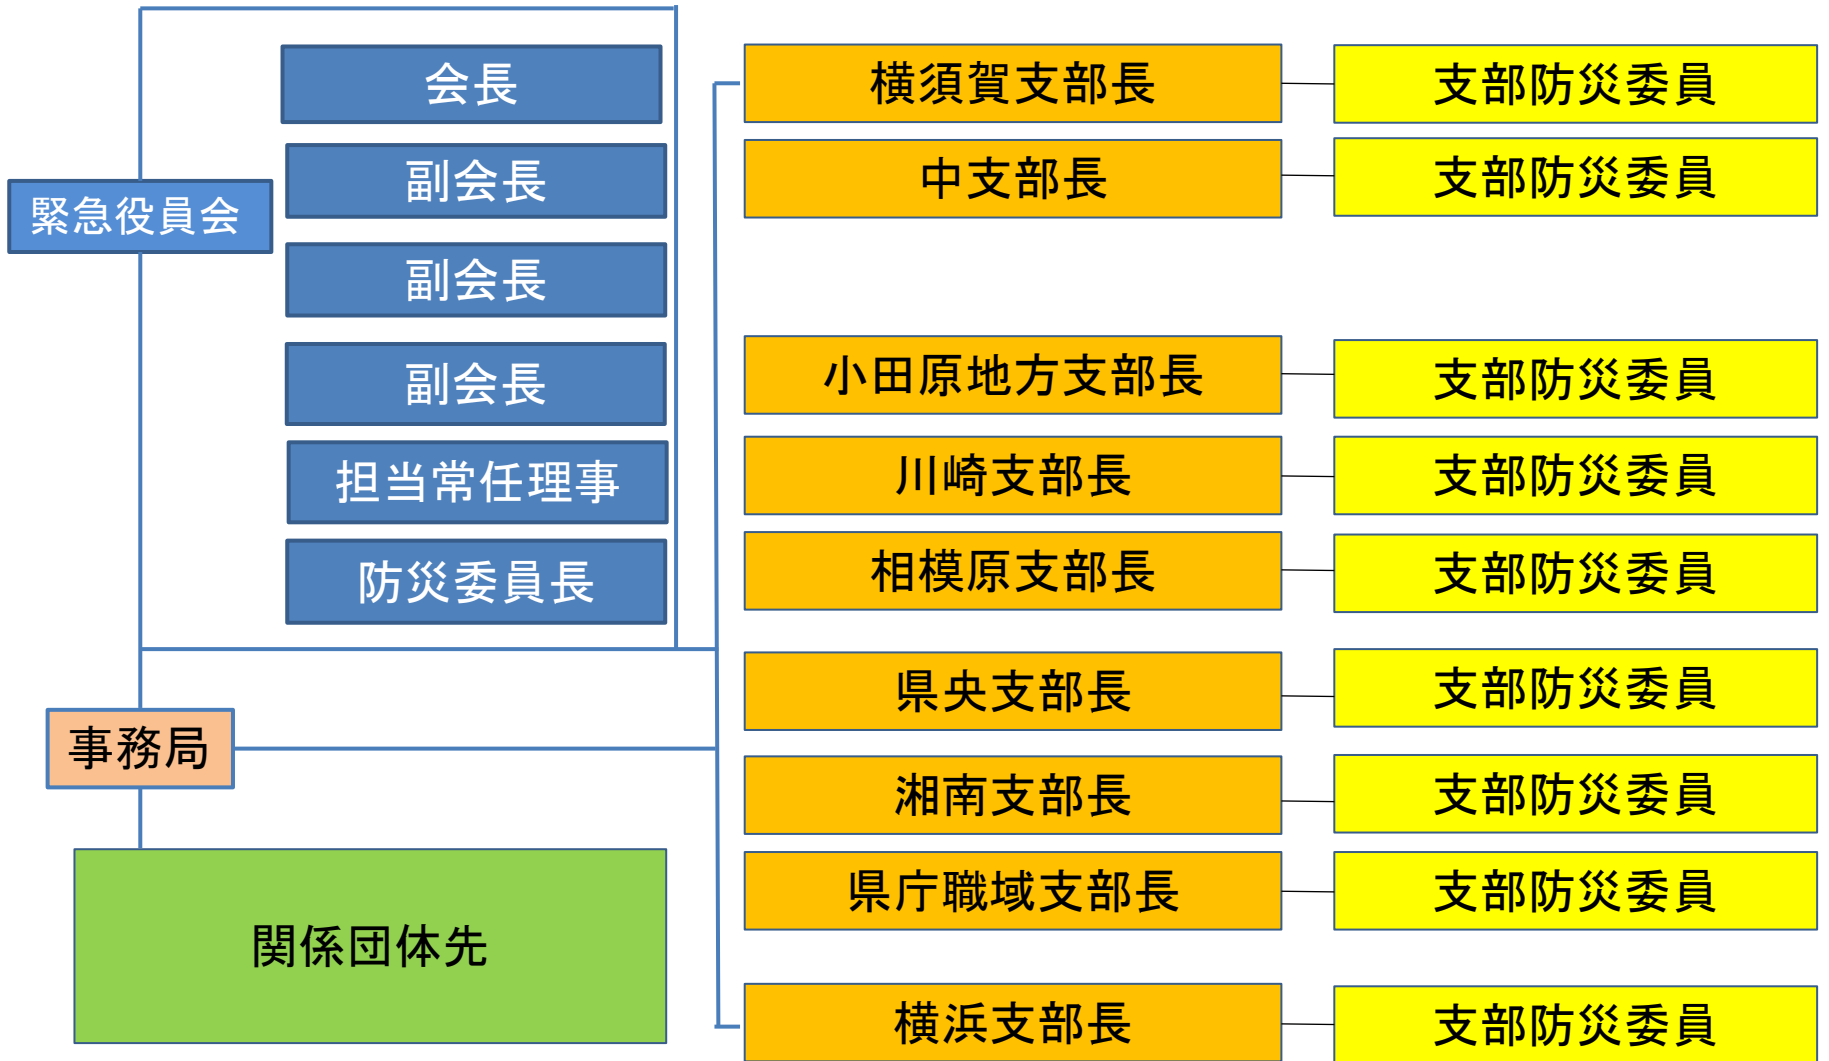 緊急役員会
会長
副会長
副会長
副会長
担当常任理事
防災委員長
事務局
関係団体先
横須賀支部長
支部防災委員
中支部長
支部防災委員
小田原地方支部長
支部防災委員
川崎支部長
支部防災委員
相模原支部長
支部防災委員
県央支部長
支部防災委員
湘南支部長
支部防災委員
県庁職域支部長
支部防災委員
横浜支部長
支部防災委員